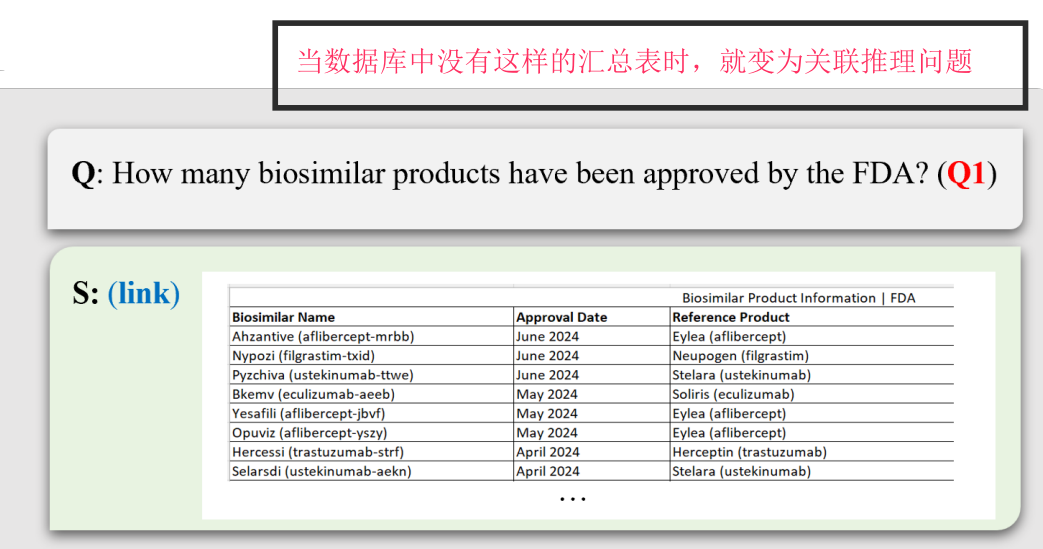 当数据库中没有这样的汇总表时，就变为关联推理问题
Q: How many biosimilar products have been approved by the FDA? (Q1)
S: (link)
Biosimilar Product Information | FDA
Biosimilar Name Approval Date Reference Product
Ahzantive (aflibercept-mrbb) June 2024 Eylea (aflibercept)
Nypozi (filgrastim-txid) June 2024 Neupogen (filgrastim)
Pyzchiva (ustekinumab-ttwe) June 2024 Stelara (ustekinumab)
Bkemv (eculizumab-aeeb) May 2024 Soliris (eculizumab)
Yesafili (aflibercept-jbvf) May 2024 Eylea (aflibercept)
Opuviz (aflibercept-yszy) May 2024 Eylea (aflibercept)
Hercessi (trastuzumab-strf) April 2024 Herceptin (trastuzumab)
Selarsdi (ustekinumab-aekn) April 2024 Stelara (ustekinumab)
...